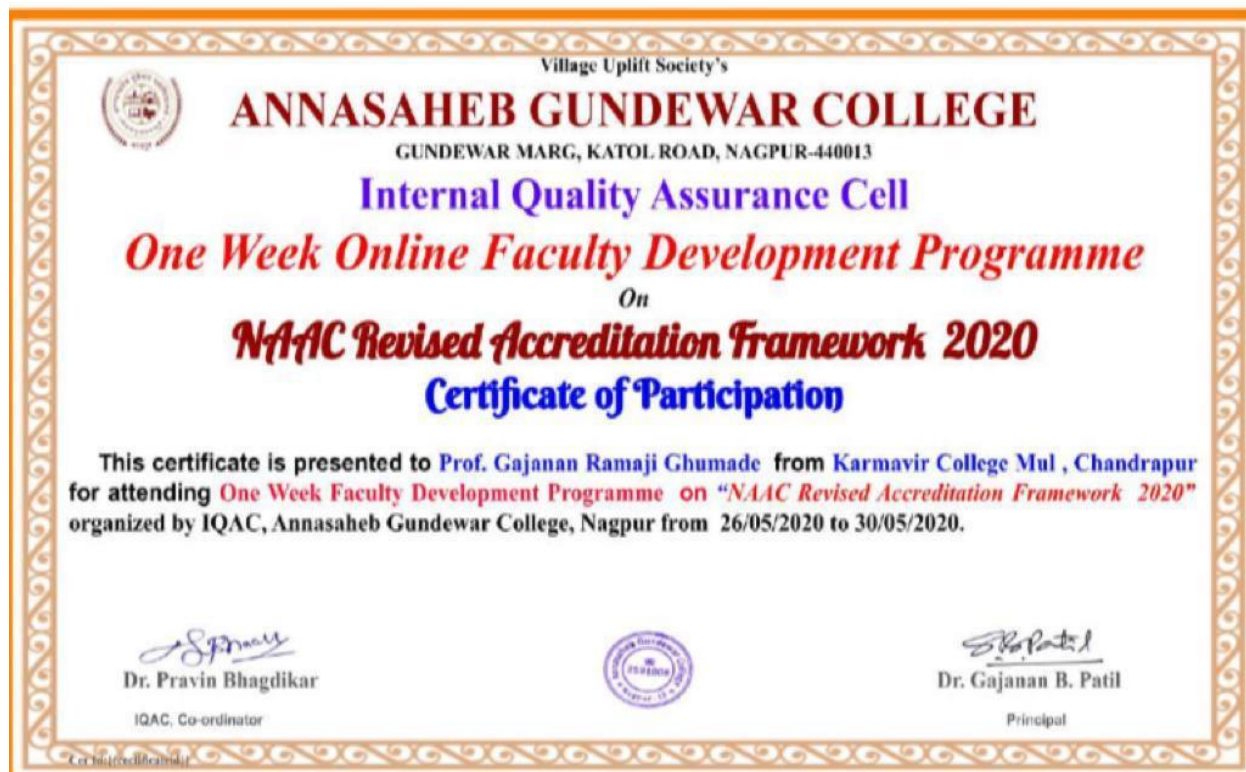 Village Uplift Society's
ANNASAHEB GUNDEWAR COLLEGE
GUNDEWAR MARG, KATOL ROAD, NAGPUR-440013
Internal Quality Assurance Cell
One Week Online Faculty Development Programme
On
NAAC Revised Accreditation Framework 2020
Certificate of Participation
This certificate is presented to Prof. Gajanan Ramaji Ghumade from Karmavir College Mul , Chandrapur
for attending One Week Faculty Development Programme on “NAAC Revised Accreditation Framework 2020”
organized by IQAC, Annasaheb Gundewar College, Nagpur from 26/05/2020 to 30/05/2020.
Dr. Pravin Bhagdikar
IQAC, Co-ordinator
Dr. Gajanan B. Patil
Principal